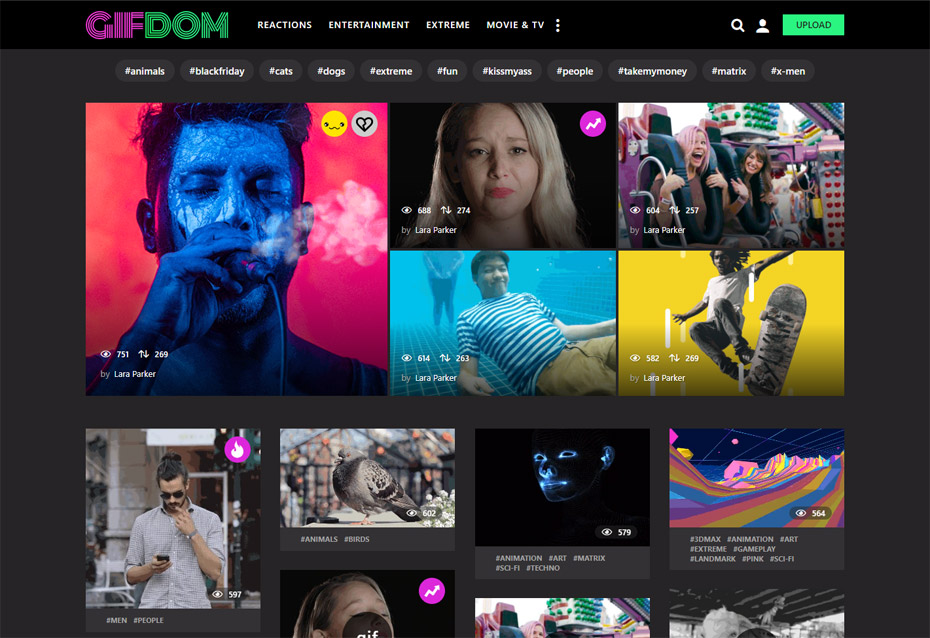 GIFDOM
REACTIONS ENTERTAINMENT EXTREME MOVIE & TV UPLOAD
#animals #blackfriday #cats #dogs #extreme #fun #kissmyass #people #takemymoney #matrix #x-men
688 274
by Lara Parker
604 257
by Lara Parker
751 269
by Lara Parker
614 263
by Lara Parker
582 269
by Lara Parker
597
#MEN #PEOPLE
602
#ANIMALS #BIRDS
gif
579
#ANIMATION #ART #MATRIX
#SCI-FI #TECHNO
564
#3DMAX #ANIMATION #ART
#EXTREME #GAMEPLAY
#LANDMARK #PINK #SCI-FI